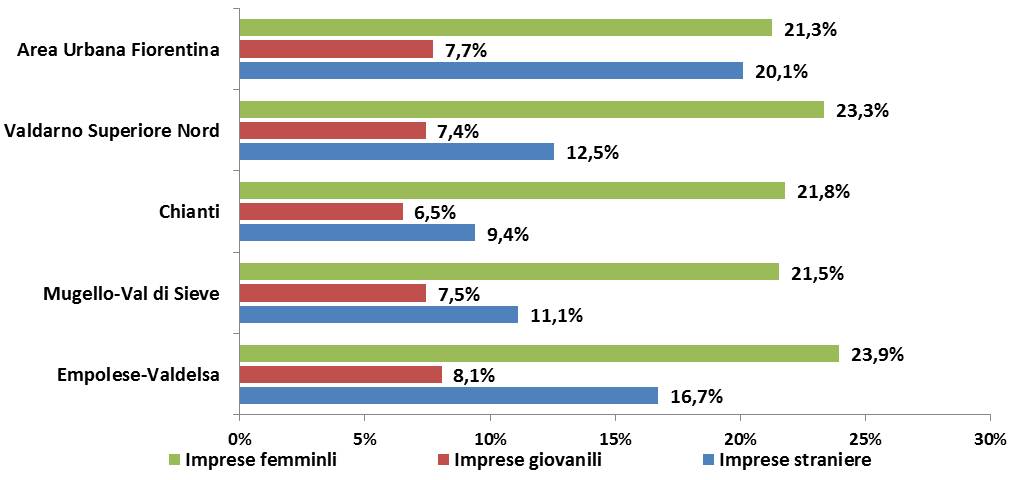 Area Urbana Fiorentina
21,3%
7,7%
20,1%
Valdarno Superiore Nord
23,3%
7,4%
12,5%
Chianti
21,8%
6,5%
9,4%
Mugello-Val di Sieve
21,5%
7,5%
11,1%
Empolese-Valdelsa
23,9%
8,1%
16,7%
0% 5% 10% 15% 20% 25% 30%
Imprese femminli Imprese giovanili Imprese straniere